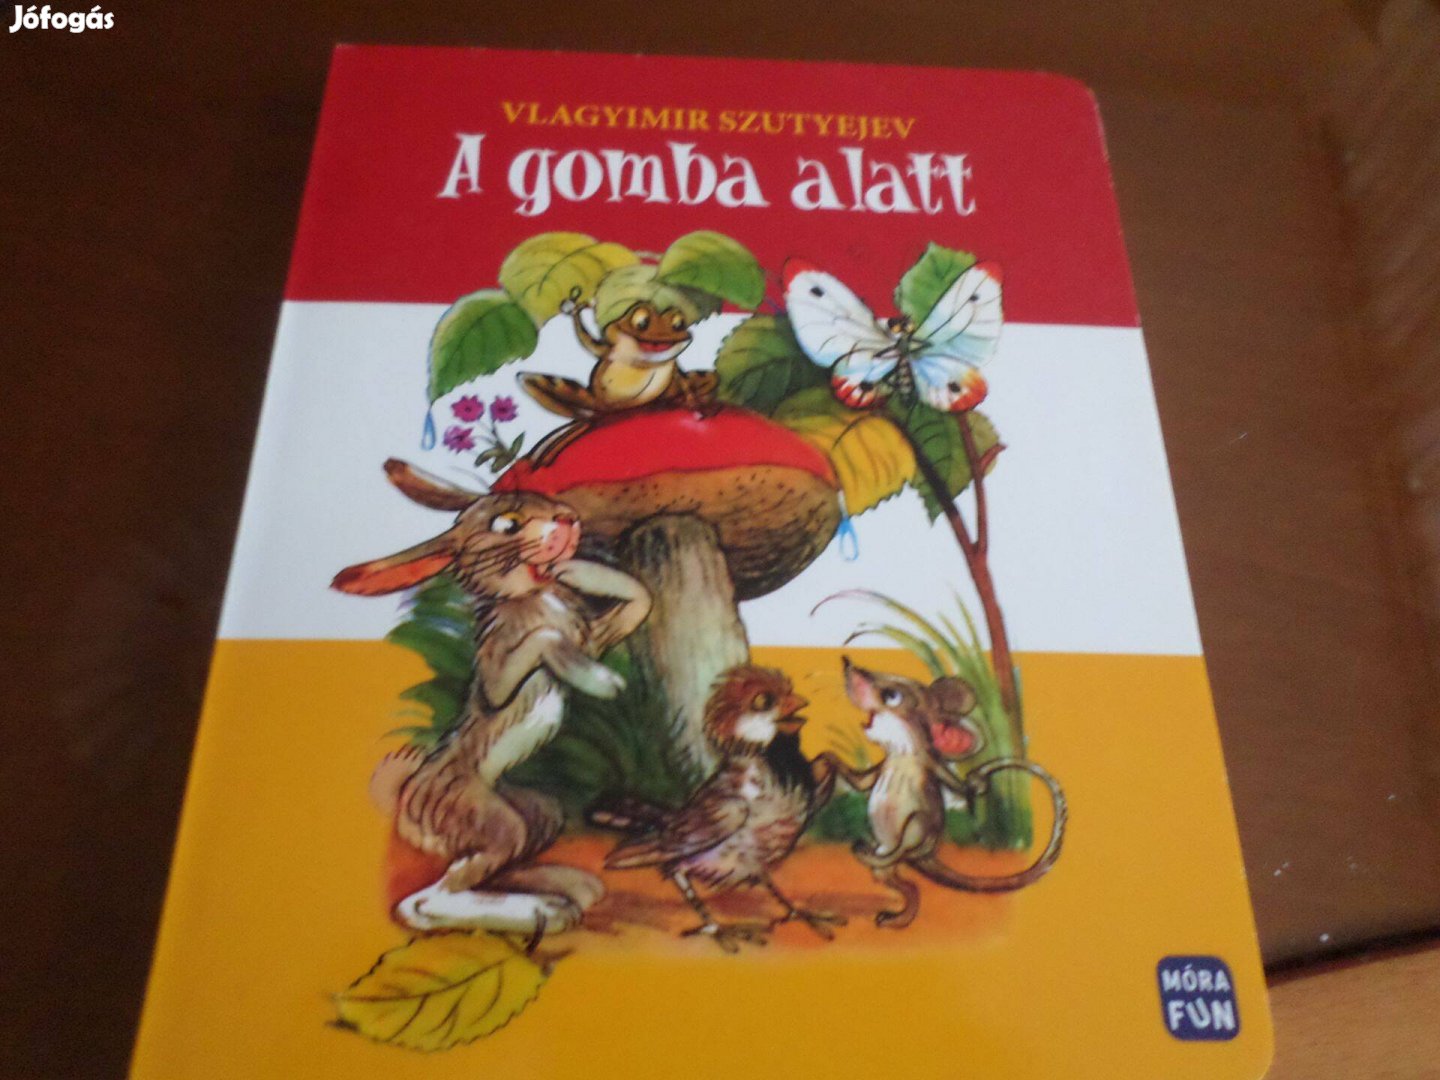 Jófogás
VLAGYIMIR SZUTYEJEV
A gomba alatt
MÓRA
FUN